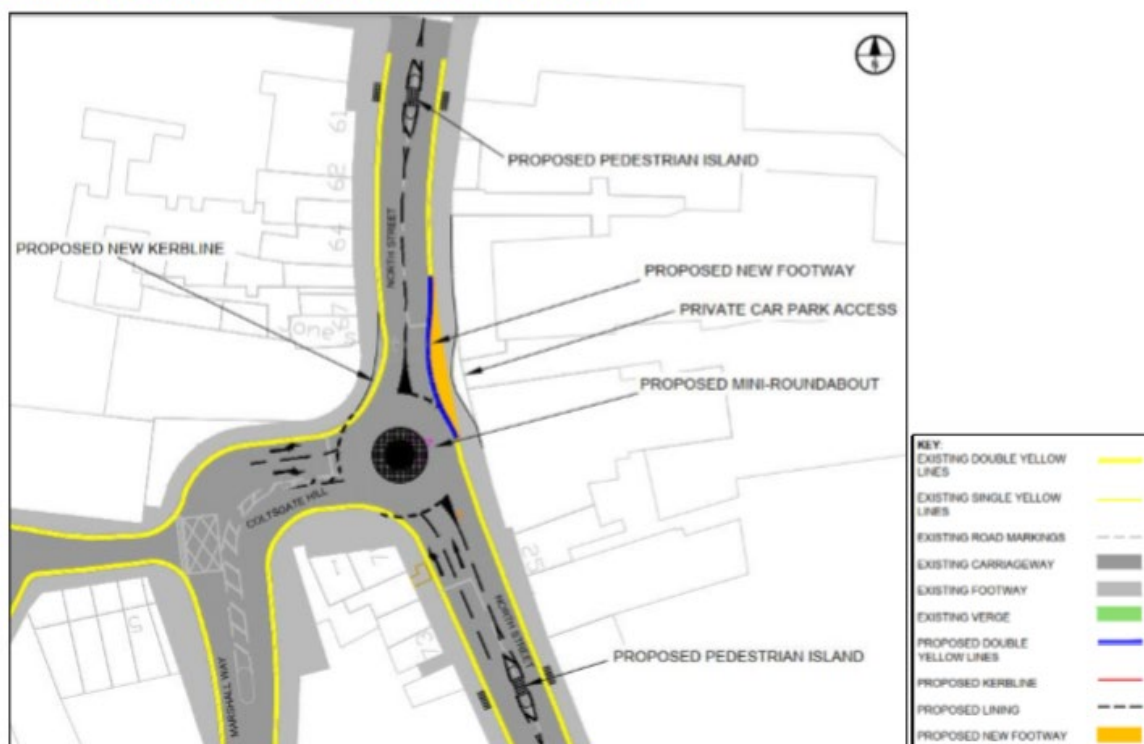 N
61
PROPOSED PEDESTRIAN ISLAND
62
NORTH STREET
64
PROPOSED NEW KERBLINE
PROPOSED NEW FOOTWAY
PRIVATE CAR PARK ACCESS
67
Jone's
PROPOSED MINI-ROUNDABOUT
COLTSGATE HILL
25
NORTH STREET
PROPOSED PEDESTRIAN ISLAND
MARSHALL WAY
KEY:
EXISTING DOUBLE YELLOW
LINES
EXISTING SINGLE YELLOW
LINES
EXISTING ROAD MARKINGS
EXISTING CARRIAGEWAY
EXISTING FOOTWAY
EXISTING VERGE
PROPOSED DOUBLE
YELLOW LINES
PROPOSED KERBLINE
PROPOSED LINING
PROPOSED NEW FOOTWAY